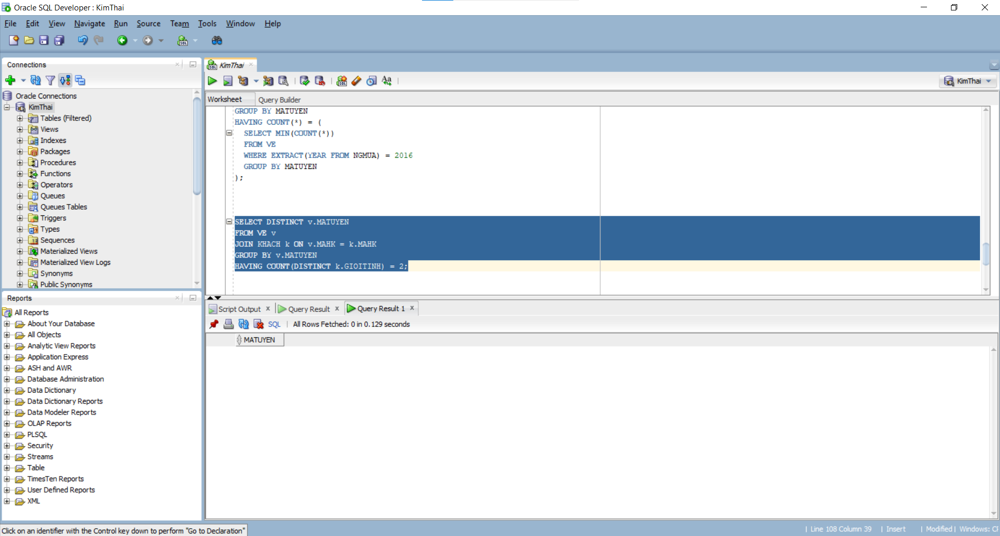 Oracle SQL Developer : KimThai
File Edit View Navigate Run Source Team Tools Window Help
Connections
Oracle Connections
KimThai
Tables (Filtered)
Views
Indexes
Packages
Procedures
Functions
Operators
Queues
Queues Tables
Triggers
Types
Sequences
Materialized Views
Materialized View Logs
Synonyms
Public Synonyms
Reports
All Reports
About Your Database
All Objects
Analytic View Reports
Application Express
ASH and AWR
Database Administration
Data Dictionary
Data Dictionary Reports
Data Modeler Reports
OLAP Reports
PLSQL
Security
Streams
Table
TimesTen Reports
User Defined Reports
XML
KimThai
KimThai
Worksheet Query Builder
GROUP BY MATUYEN
HAVING COUNT(*) = (
SELECT MIN(COUNT(*))
FROM VE
WHERE EXTRACT(YEAR FROM NGMUA) = 2016
GROUP BY MATUYEN
);
SELECT DISTINCT v.MATUYEN
FROM VE v
JOIN KHACH k ON v.MAHK = k.MAHK
GROUP BY v.MATUYEN
HAVING COUNT(DISTINCT k.GIOITINH) = 2;
Script Output x Query Result x Query Result 1 x
SQL | All Rows Fetched: 0 in 0.129 seconds
MATUYEN
Click on an identifier with the Control key down to perform "Go to Declaration"
| Line 108 Column 39 | Insert | Modified | Windows: CF